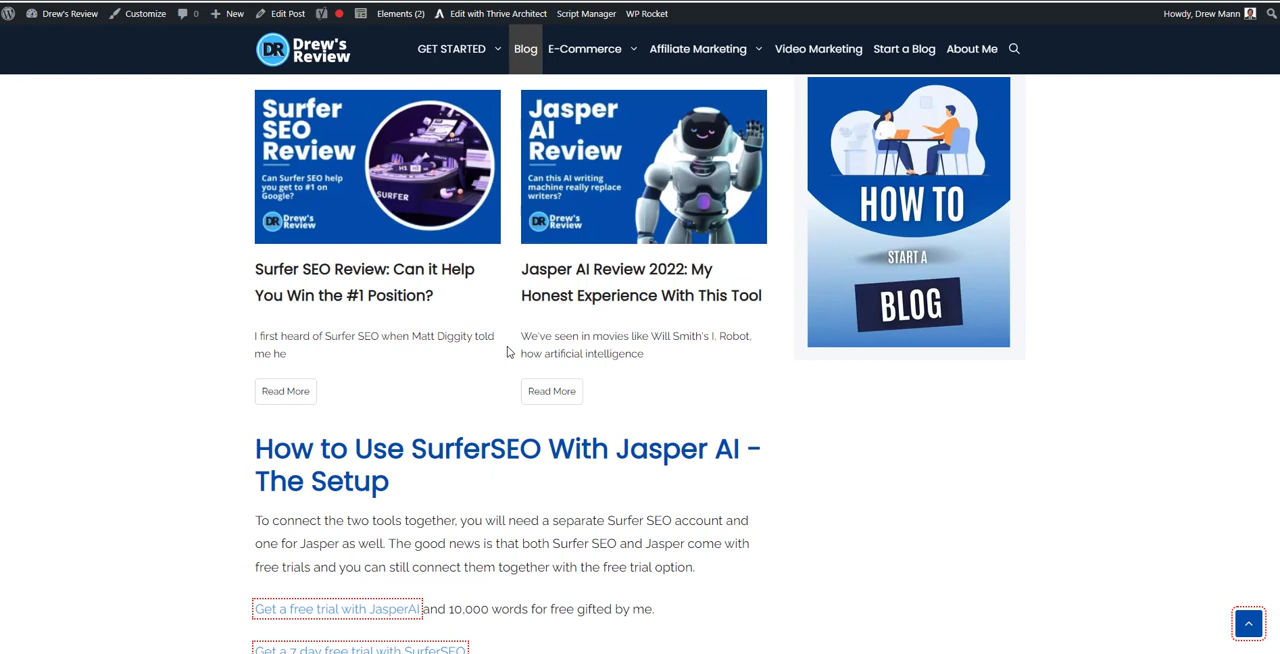 Drew's Review Customize 0 New Edit Post Elements (2) Edit with Thrive Architect Script Manager WP Rocket Howdy, Drew Mann
DR Drew's Review GET STARTED Blog E-Commerce Affiliate Marketing Video Marketing Start a Blog About Me
Surfer
SEO
Review
Can Surfer SEO help
you get to #1 on
Google?
DR Drew's
Review
SURFER
H1
Jasper
AI
Review
Can this AI writing
machine really replace
writers?
DR Drew's
Review
HOW TO
START A
BLOG
Surfer SEO Review: Can it Help
You Win the #1 Position?
I first heard of Surfer SEO when Matt Diggity told
me he
Read More
Jasper AI Review 2022: My
Honest Experience With This Tool
We've seen in movies like Will Smith's I, Robot,
how artificial intelligence
Read More
How to Use SurferSEO With Jasper AI -
The Setup
To connect the two tools together, you will need a separate Surfer SEO account and
one for Jasper as well. The good news is that both Surfer SEO and Jasper come with
free trials and you can still connect them together with the free trial option.
Get a free trial with JasperAI and 10,000 words for free gifted by me.
Get a 7 day free trial with SurferSEO